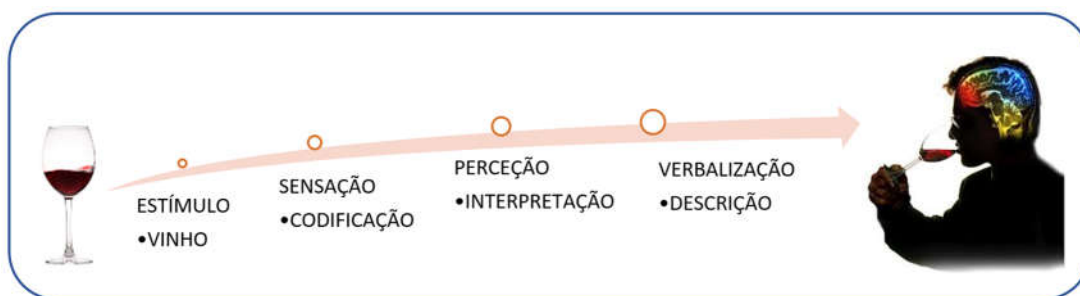 ESTÍMULO
•VINHO
SENSAÇÃO
•CODIFICAÇÃO
PERCEÇÃO
•INTERPRETAÇÃO
VERBALIZAÇÃO
•DESCRIÇÃO